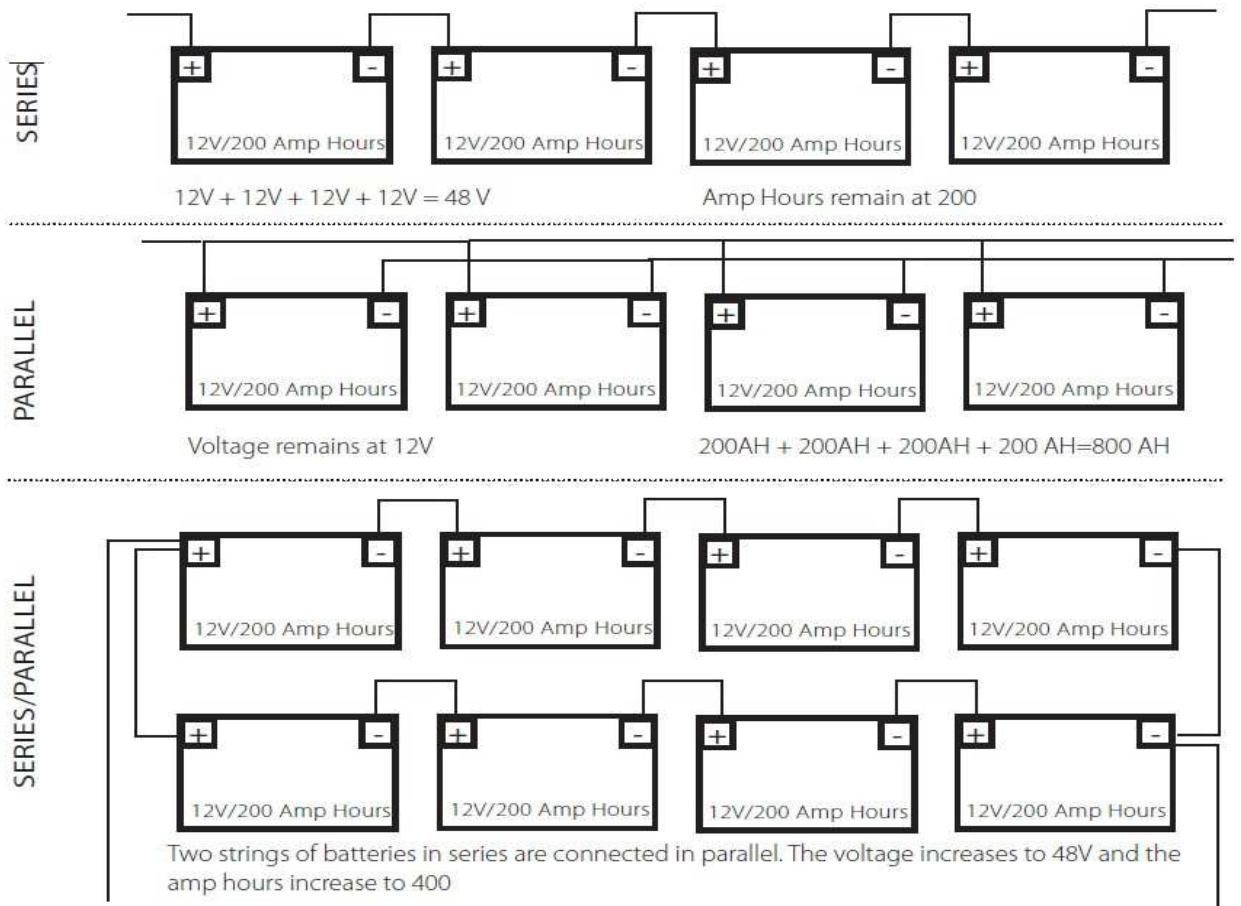 SERIES
+ - + - + - + -
12V/200 Amp Hours 12V/200 Amp Hours 12V/200 Amp Hours 12V/200 Amp Hours
12V + 12V + 12V + 12V = 48 V
Amp Hours remain at 200
PARALLEL
+ - + - + - + -
12V/200 Amp Hours 12V/200 Amp Hours 12V/200 Amp Hours 12V/200 Amp Hours
Voltage remains at 12V
200AH + 200AH + 200AH + 200 AH=800 AH
SERIES/PARALLEL
+ - + - + - + -
12V/200 Amp Hours 12V/200 Amp Hours 12V/200 Amp Hours 12V/200 Amp Hours
+ - + - + - + -
12V/200 Amp Hours 12V/200 Amp Hours 12V/200 Amp Hours 12V/200 Amp Hours
Two strings of batteries in series are connected in parallel. The voltage increases to 48V and the
amp hours increase to 400